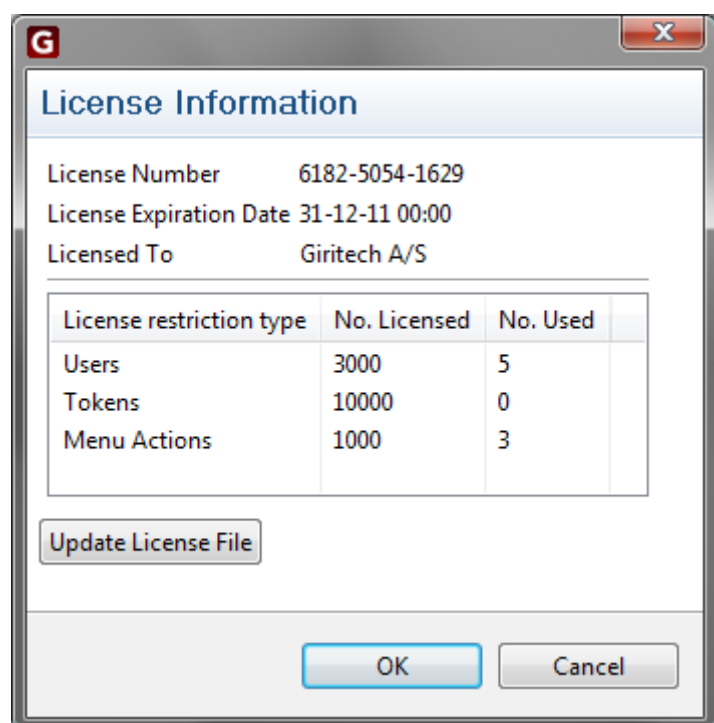 G
License Information
License Number 6182-5054-1629
License Expiration Date 31-12-11 00:00
Licensed To Giritech A/S
License restriction type No. Licensed No. Used
Users 3000 5
Tokens 10000 0
Menu Actions 1000 3
Update License File
OK Cancel